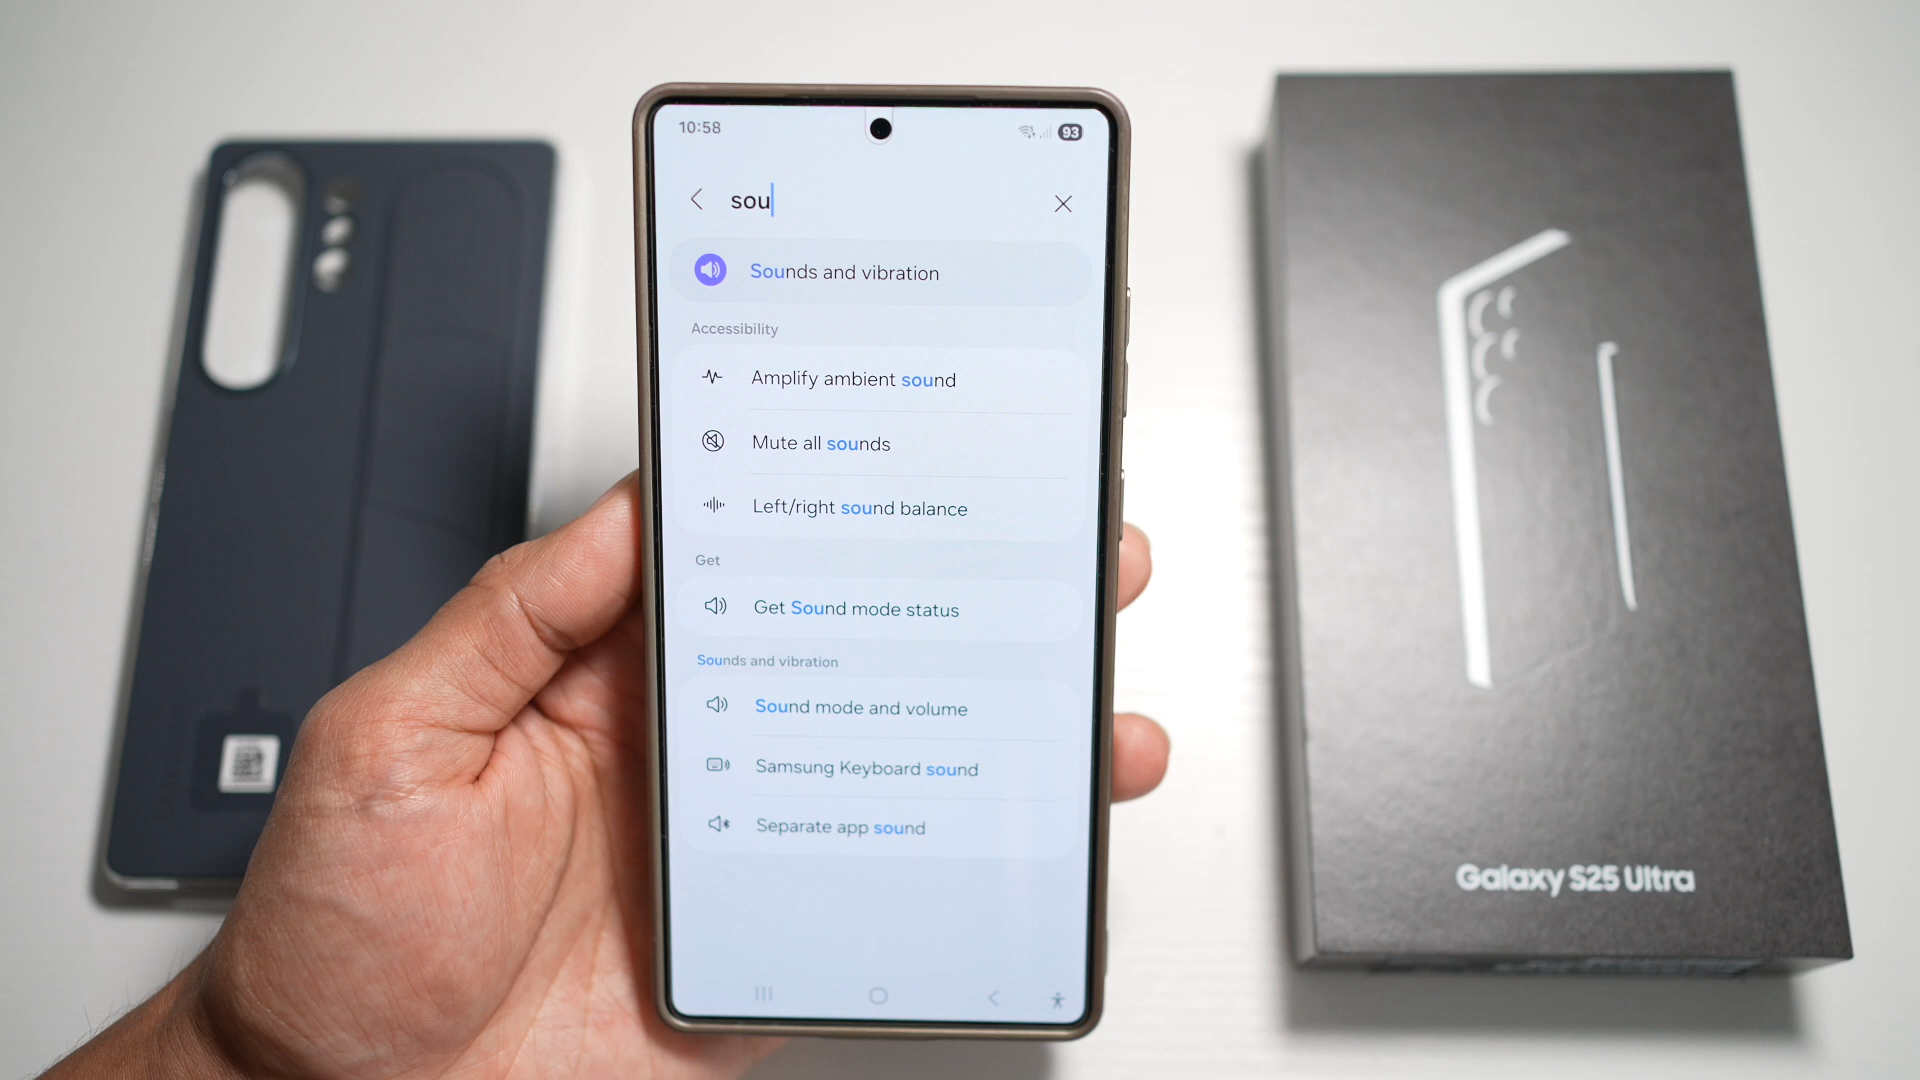 10:58
93
sou
Sounds and vibration
Accessibility
Amplify ambient sound
Mute all sounds
Left/right sound balance
Get
Get Sound mode status
Sounds and vibration
Sound mode and volume
Samsung Keyboard sound
Separate app sound
Galaxy S25 Ultra